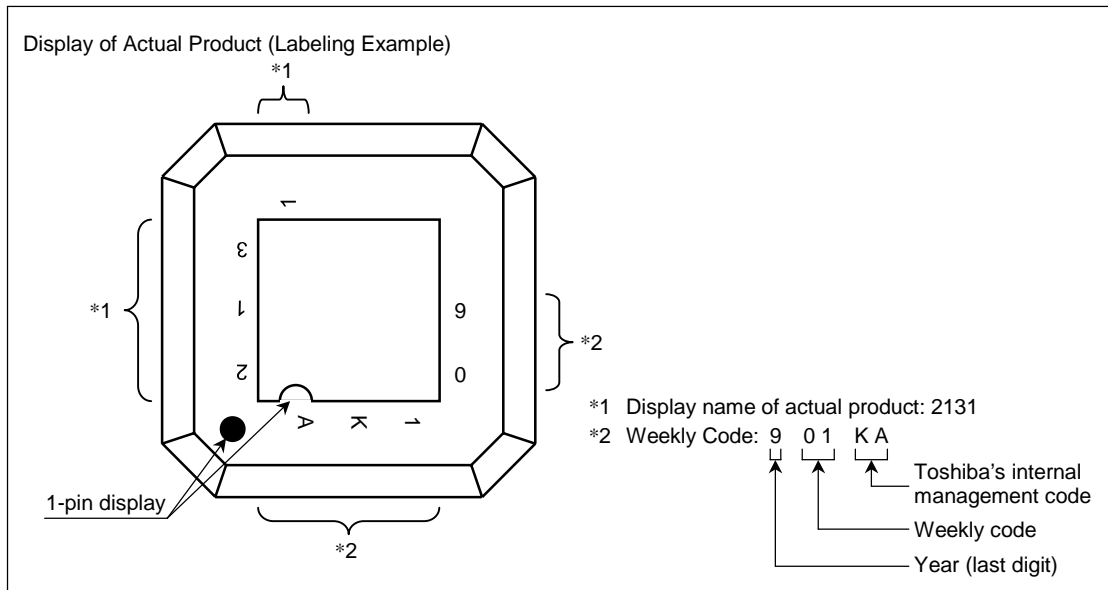 Display of Actual Product (Labeling Example)
*1
1
3
*1
1
9
*2
2
0
A K 1
1-pin display
*2
*1 Display name of actual product: 2131
*2 Weekly Code: 9 01 KA
Toshiba's internal
management code
Weekly code
Year (last digit)